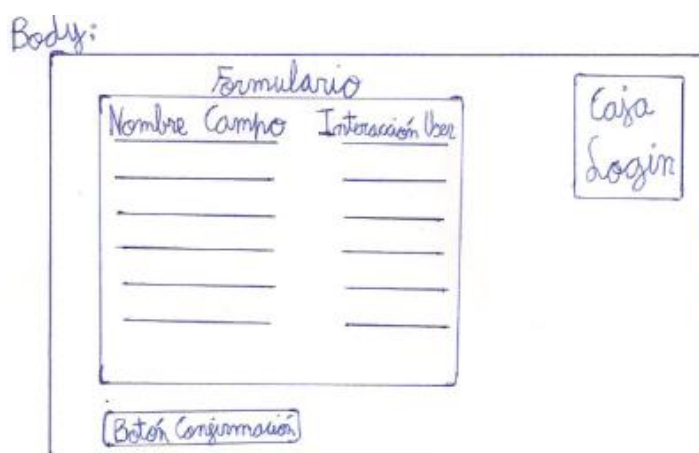 Body:
Formulario
Nombre Campo
Interacción User
Caja
Login
Botón Confirmación